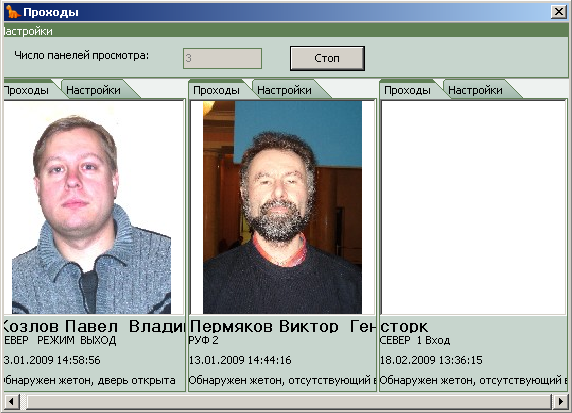 Проходы
Настройки
Число панелей просмотра:
3
Стоп
Проходы Настройки
Проходы Настройки
Проходы Настройки
Козлов Павел Влади
ЕВЕР РЕЖИМ ВЫХОД
3.01.2009 14:58:56
Обнаружен жетон, дверь открыта
Пермяков Виктор Ген
РУФ 2
13.01.2009 14:44:16
Обнаружен жетон, отсутствующий в
сторк
СЕВЕР 1 Вход
18.02.2009 13:36:15
Обнаружен жетон, отсутствующий в